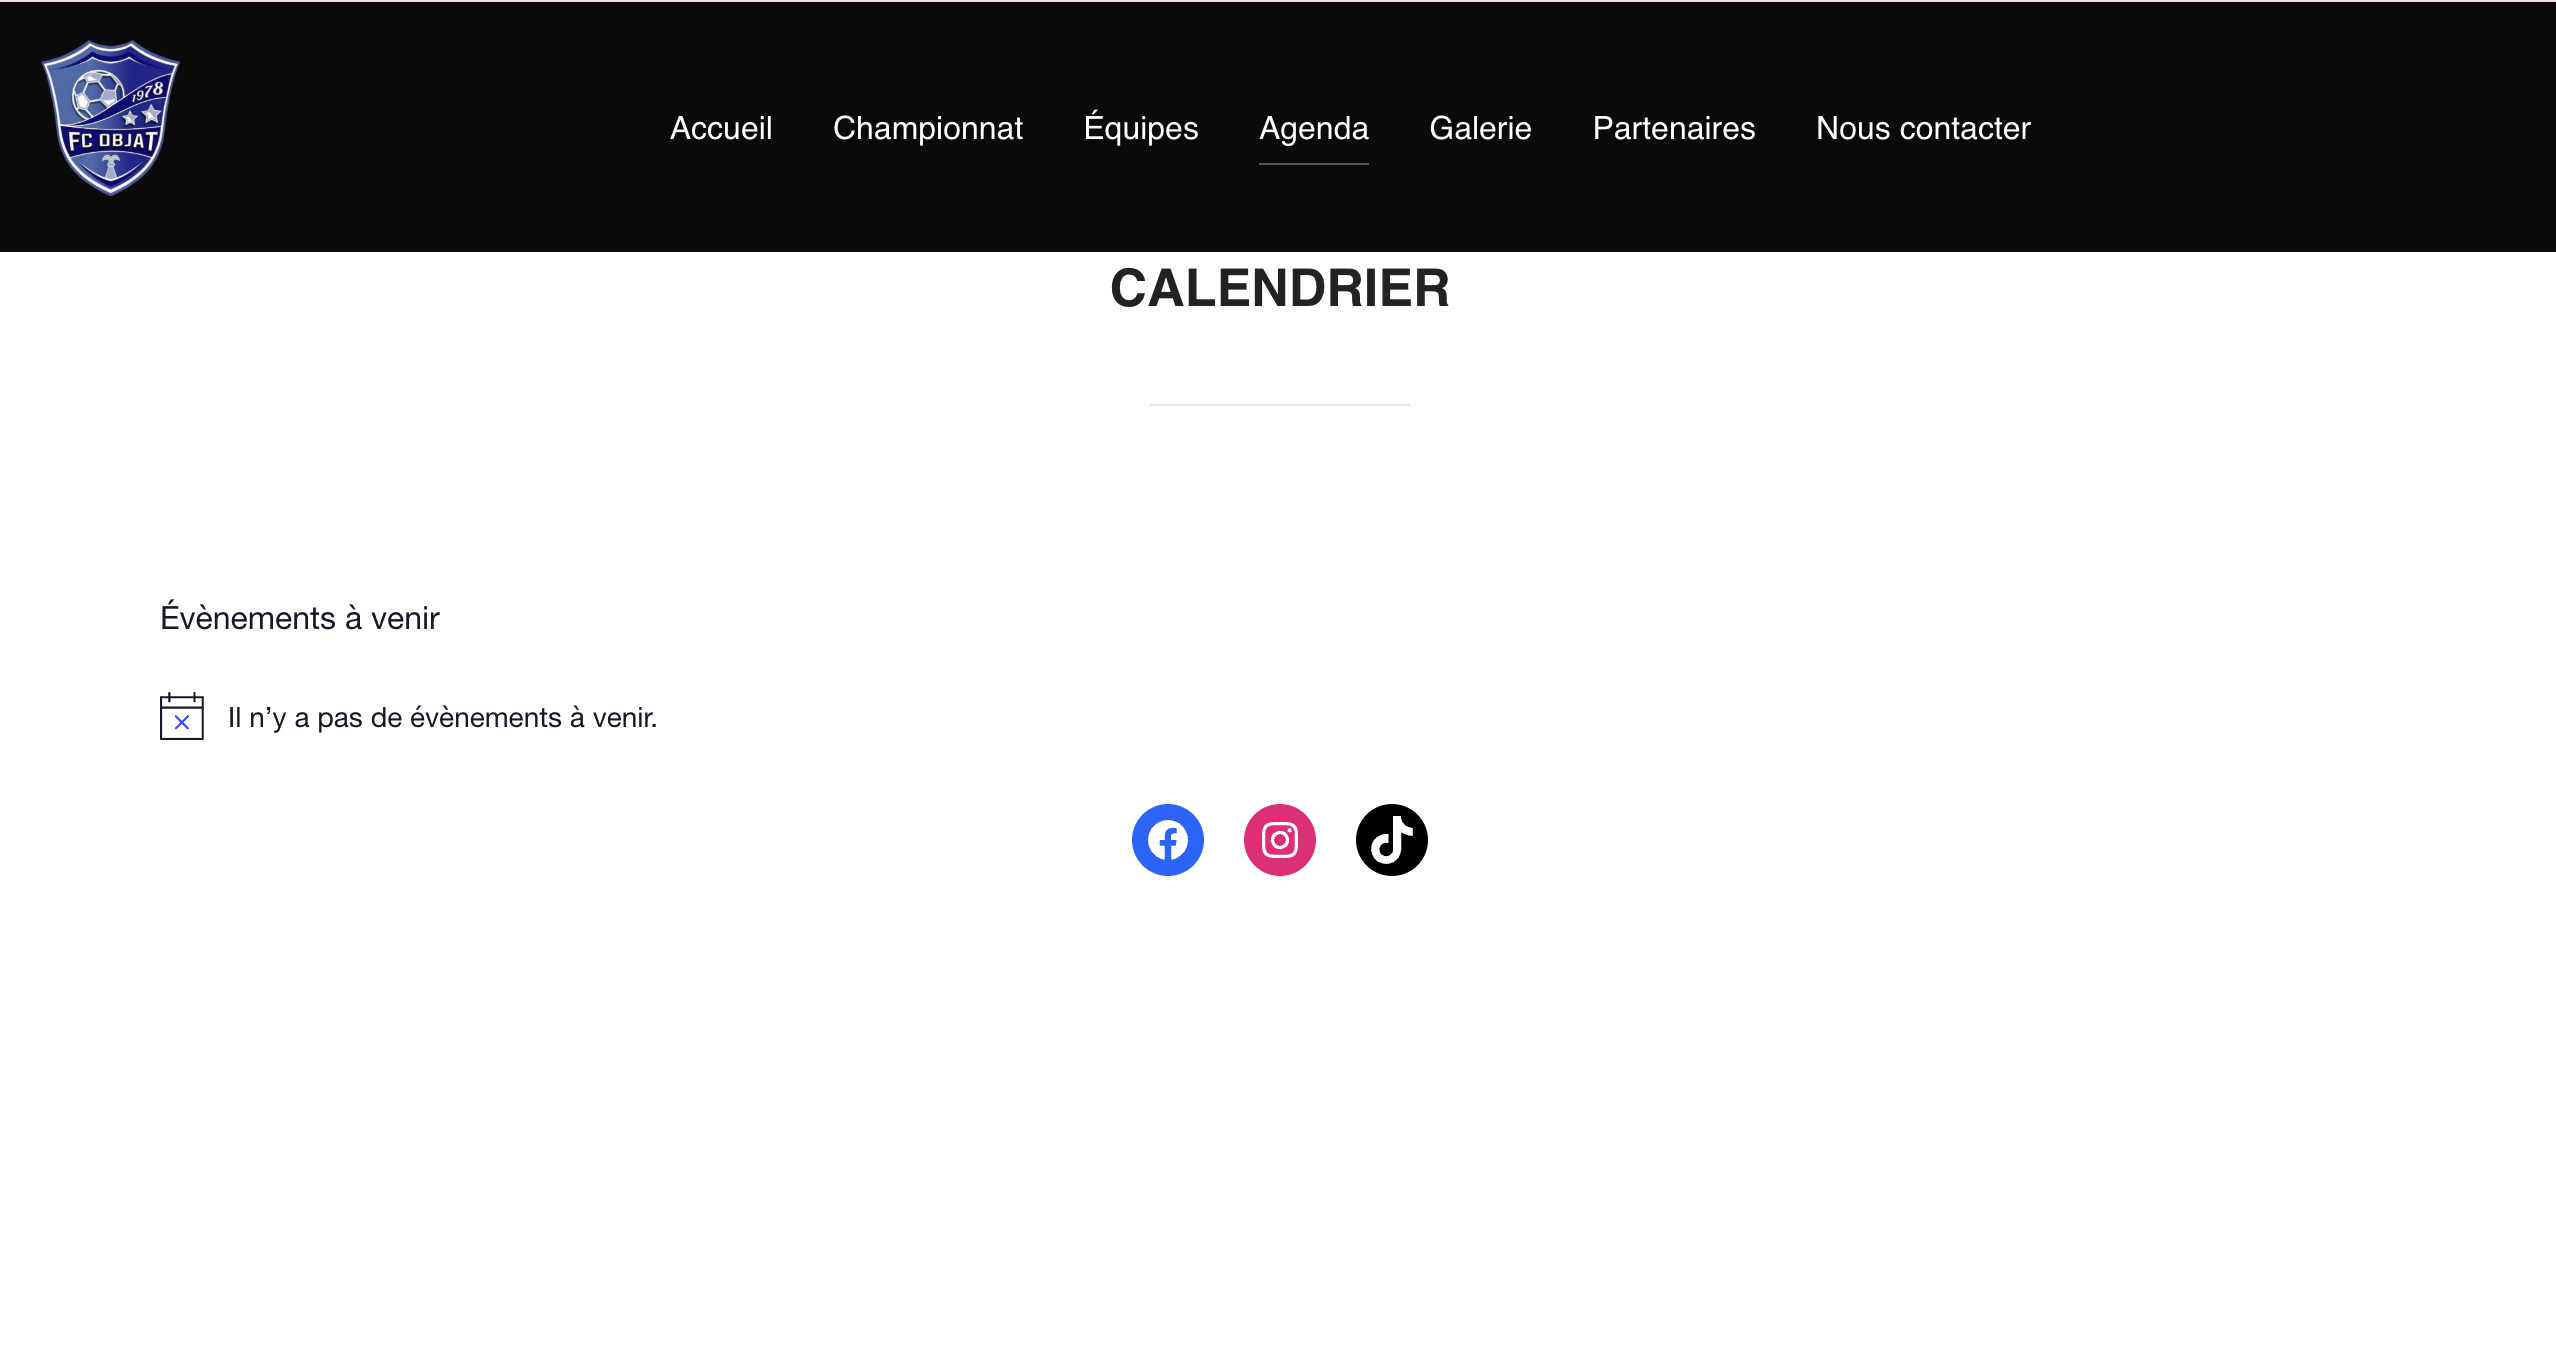 1978
FC OBJAT
Accueil
Championnat
Équipes
Agenda
Galerie
Partenaires
Nous contacter
CALENDRIER
Évènements à venir
Il n’y a pas de évènements à venir.